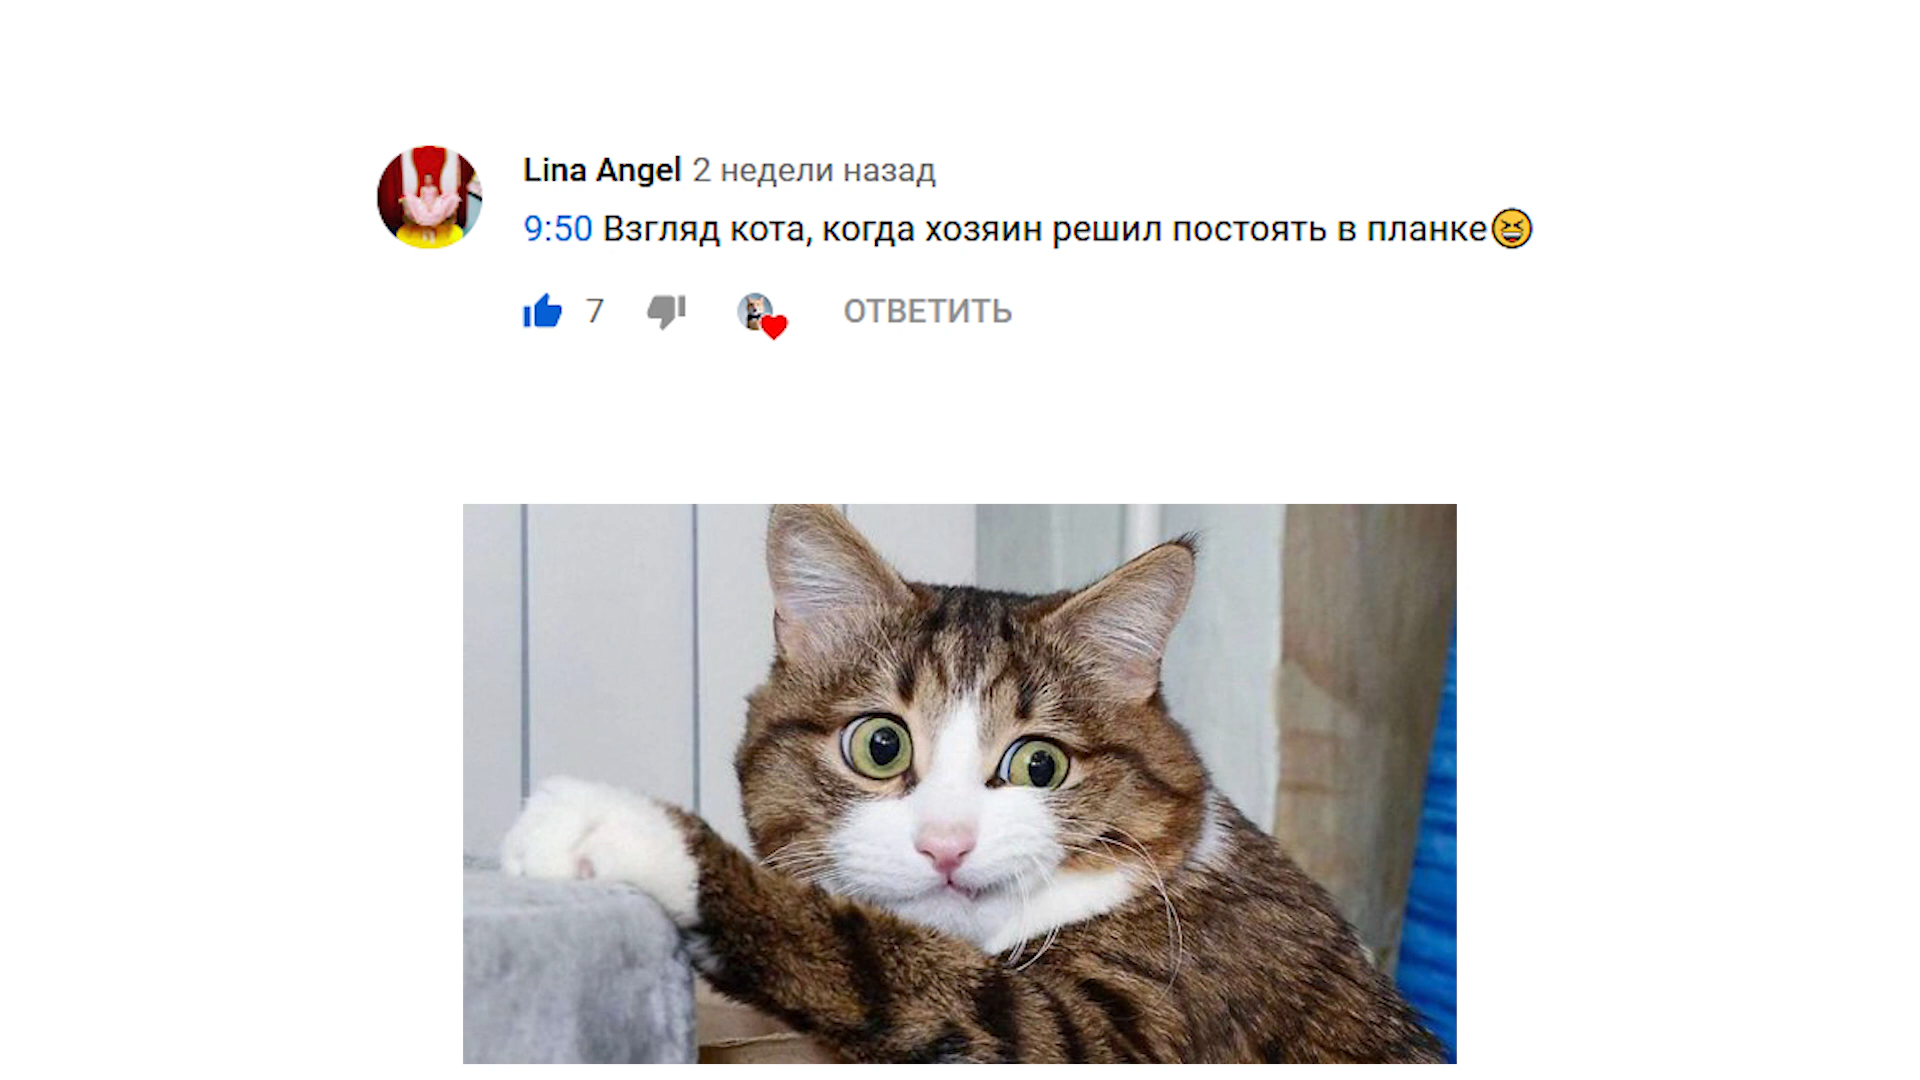 Lina Angel 2 недели назад
9:50 Взгляд кота, когда хозяин решил постоять в планке😆
7 ОТВЕТИТЬ